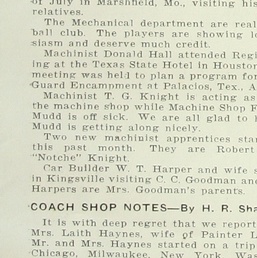 of July in Marshfield, Mo., visiting his
relatives.
The Mechanical department are real
ball club. The players are showing lo
siasm and deserve much credit.
Machinist Donald Hall attended Regi
ing at the Texas State Hotel in Houston
meeting was held to plan a program for
Guard Encampment at Palacios, Tex., A
Machinist T. G. Knight is acting as
the machine shop while Machine Shop F
Mudd is off sick. We are all glad to h
Mudd is getting along nicely.
Two new machinist apprentices star
this past month. They are Robert
"Notche" Knight.
Car Builder W. T. Harper and wife s
in Kingsville visiting C. C. Goodman and
Harpers are Mrs. Goodman's parents.
COACH SHOP NOTES—By H. R. Sha
It is with deep regret that we report
Mrs. Laith Haynes, wife of Painter L
Mr. and Mrs. Haynes started on a trip
Chicago, Milwaukee, New York, Was